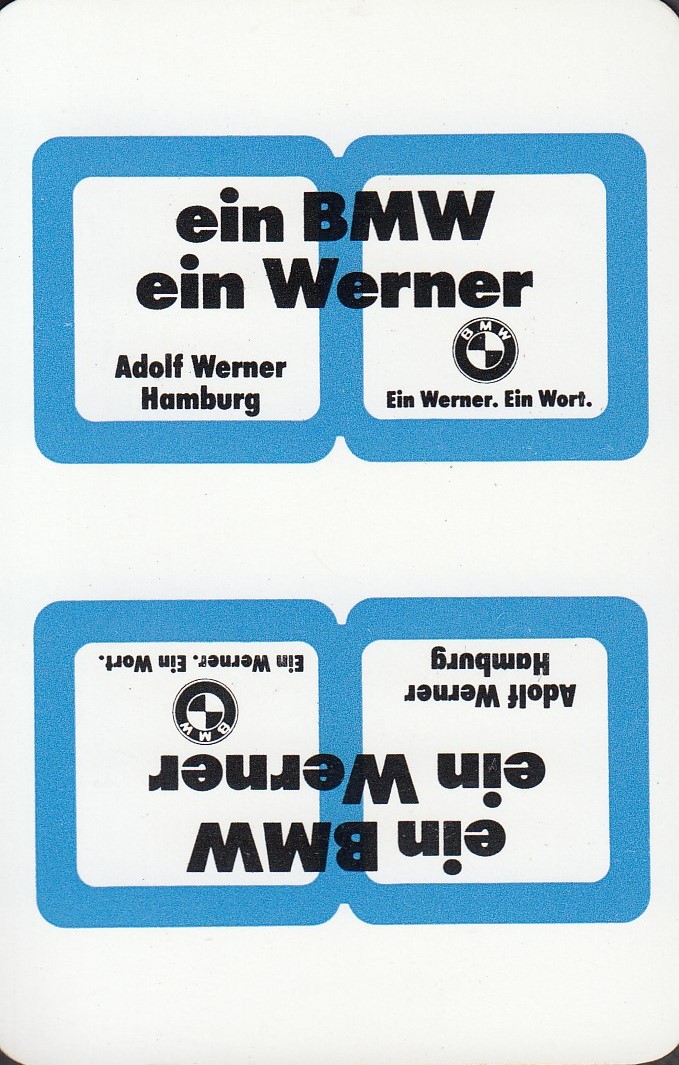 ein BMW
ein Werner
Adolf Werner
Hamburg
BMW
Ein Werner. Ein Wort.
ein BMW
ein Werner
Adolf Werner
Hamburg
BMW
Ein Werner. Ein Wort.